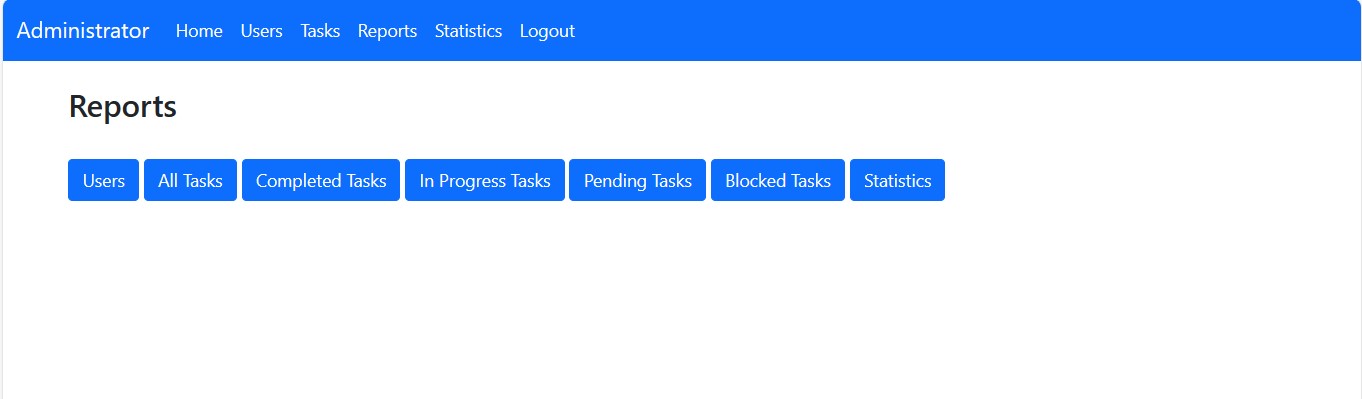 Administrator Home Users Tasks Reports Statistics Logout
Reports
Users All Tasks Completed Tasks In Progress Tasks Pending Tasks Blocked Tasks Statistics